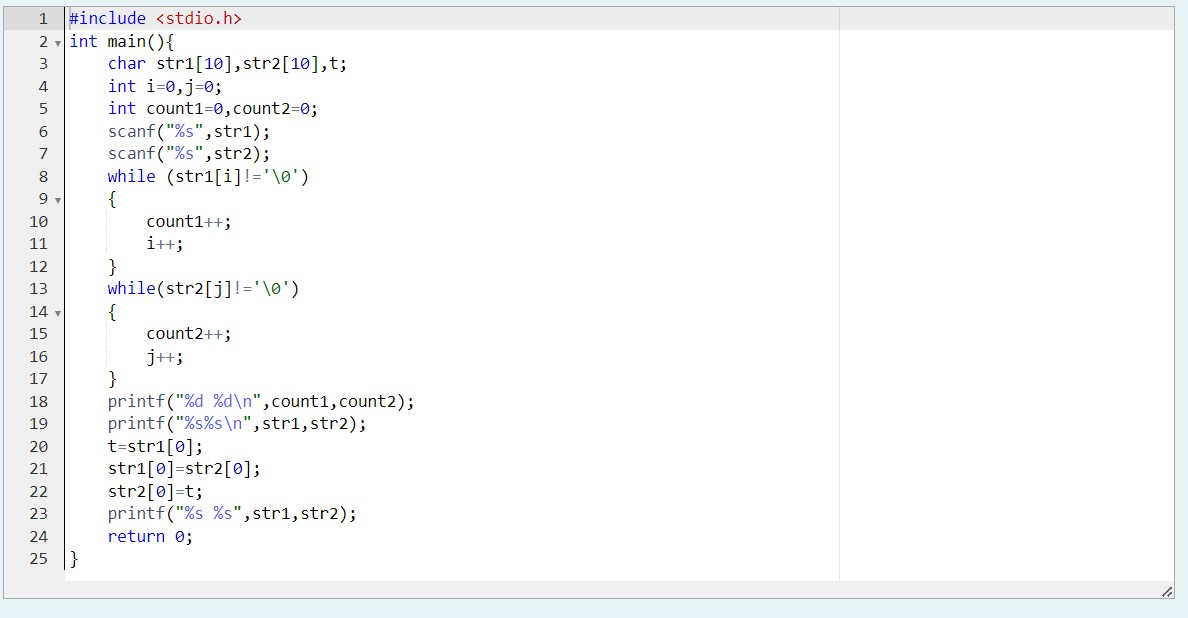 1 #include <stdio.h>
2 int main(){
3     char str1[10],str2[10],t;
4     int i=0,j=0;
5     int count1=0,count2=0;
6     scanf("%s",str1);
7     scanf("%s",str2);
8     while (str1[i]!='\0')
9     {
10         count1++;
11         i++;
12     }
13     while(str2[j]!='\0')
14     {
15         count2++;
16         j++;
17     }
18     printf("%d %d\n",count1,count2);
19     printf("%s%s\n",str1,str2);
20     t=str1[0];
21     str1[0]=str2[0];
22     str2[0]=t;
23     printf("%s %s",str1,str2);
24     return 0;
25 }